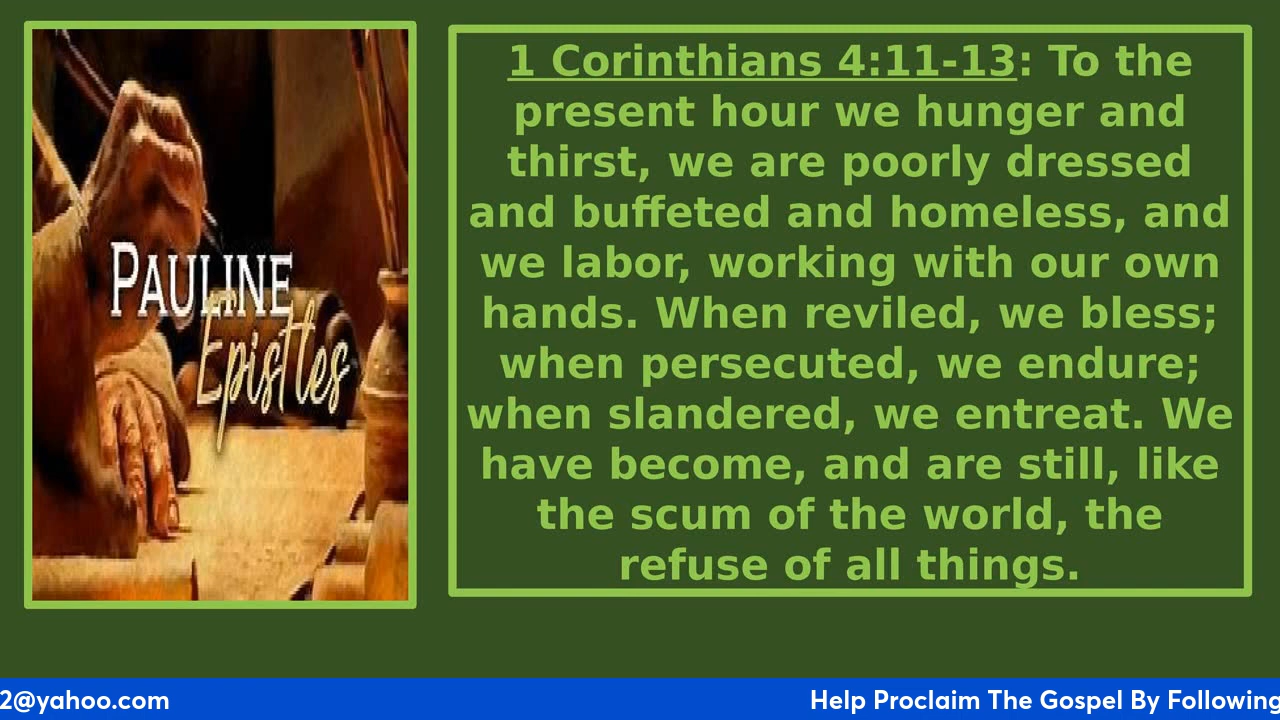 PAULINE
Epistles
1 Corinthians 4:11-13: To the
present hour we hunger and
thirst, we are poorly dressed
and buffeted and homeless, and
we labor, working with our own
hands. When reviled, we bless;
when persecuted, we endure;
when slandered, we entreat. We
have become, and are still, like
the scum of the world, the
refuse of all things.
2@yahoo.com
Help Proclaim The Gospel By Following